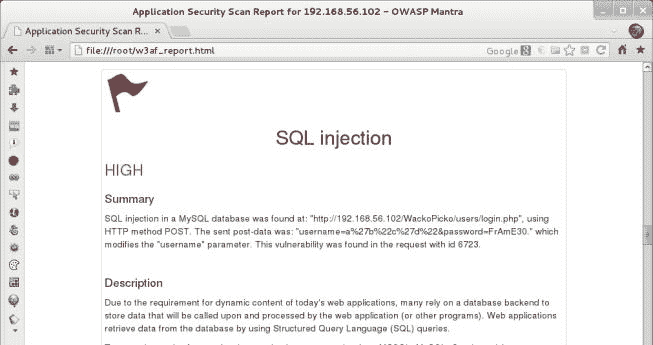 Application Security Scan Report for 192.168.56.102 - OWASP Mantra
Application Security Scan R...
file:///root/w3af_report.html
Google
SQL injection
HIGH
Summary
SQL injection in a MySQL database was found at: "http://192.168.56.102/WackoPicko/users/login.php", using
HTTP method POST. The sent post-data was: "username=a%27b%22c%27d%22&password=FrAmE30." which
modifies the "username" parameter. This vulnerability was found in the request with id 6723.
Description
Due to the requirement for dynamic content of today's web applications, many rely on a database backend to
store data that will be called upon and processed by the web application (or other programs). Web applications
retrieve data from the database by using Structured Query Language (SQL) queries.